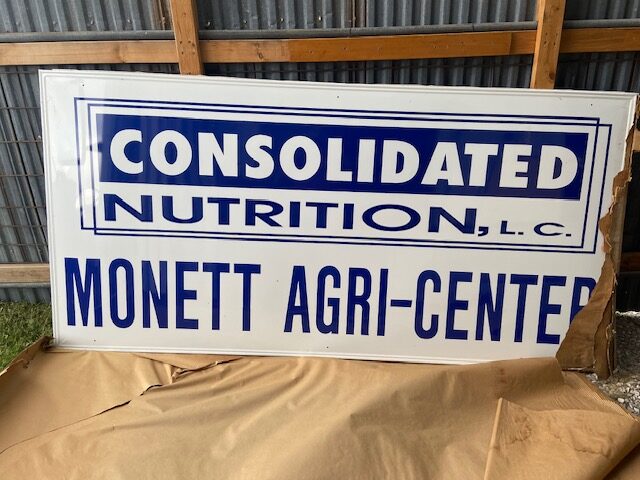 CONSOLIDATED
NUTRITION, L. C.
MONETT AGRI-CENTER